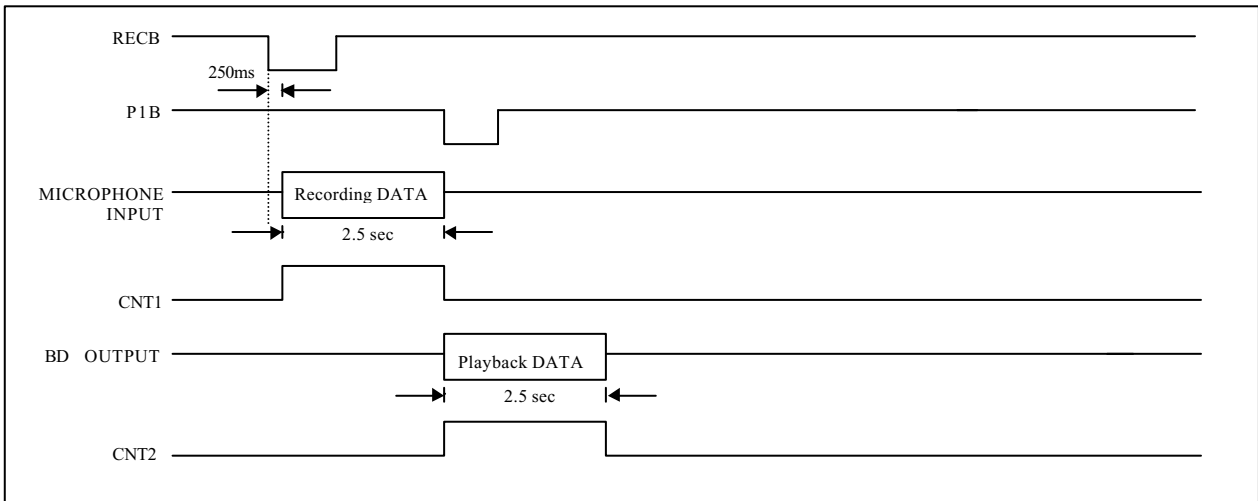 RECB
250ms
P1B
MICROPHONE
INPUT
Recording DATA
2.5 sec
CNT1
BD OUTPUT
Playback DATA
2.5 sec
CNT2